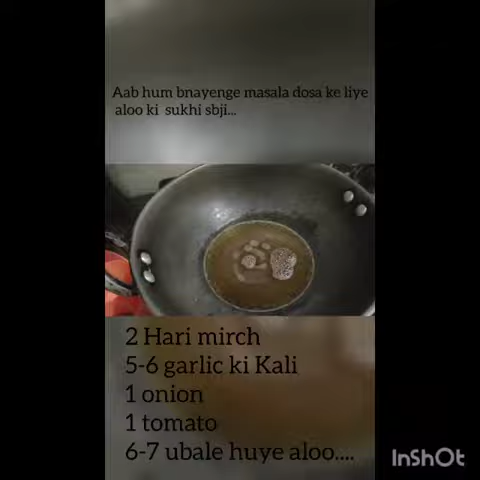 Aab hum bnayenge masala dosa ke liye
aloo ki sukhi sbji...
2 Hari mirch
5-6 garlic ki Kali
1 onion
1 tomato
6-7 ubale huye aloo....
InShOt